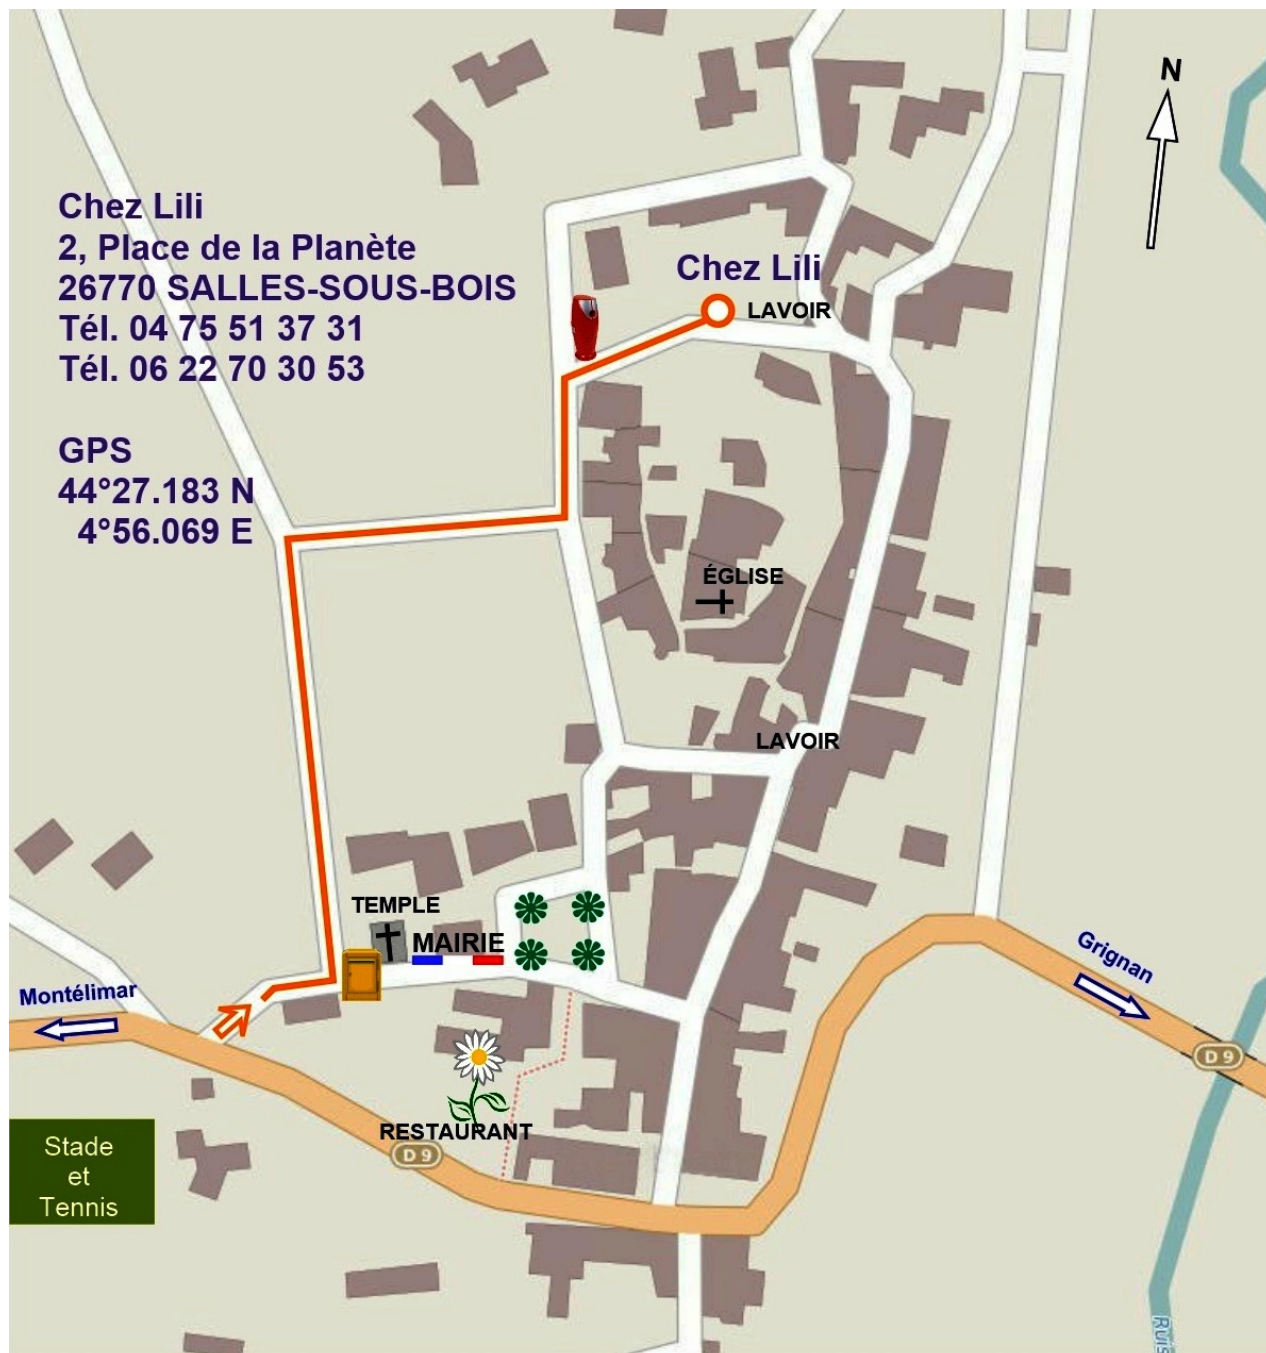 N
Chez Lili
2, Place de la Planète
26770 SALLES-SOUS-BOIS
Tél. 04 75 51 37 31
Tél. 06 22 70 30 53
GPS
44°27.183 N
4°56.069 E
Chez Lili
LAVOIR
ÉGLISE
LAVOIR
TEMPLE
MAIRIE
Grignan
Montélimar
D 9
RESTAURANT
D 9
Stade
et
Tennis
Ruis